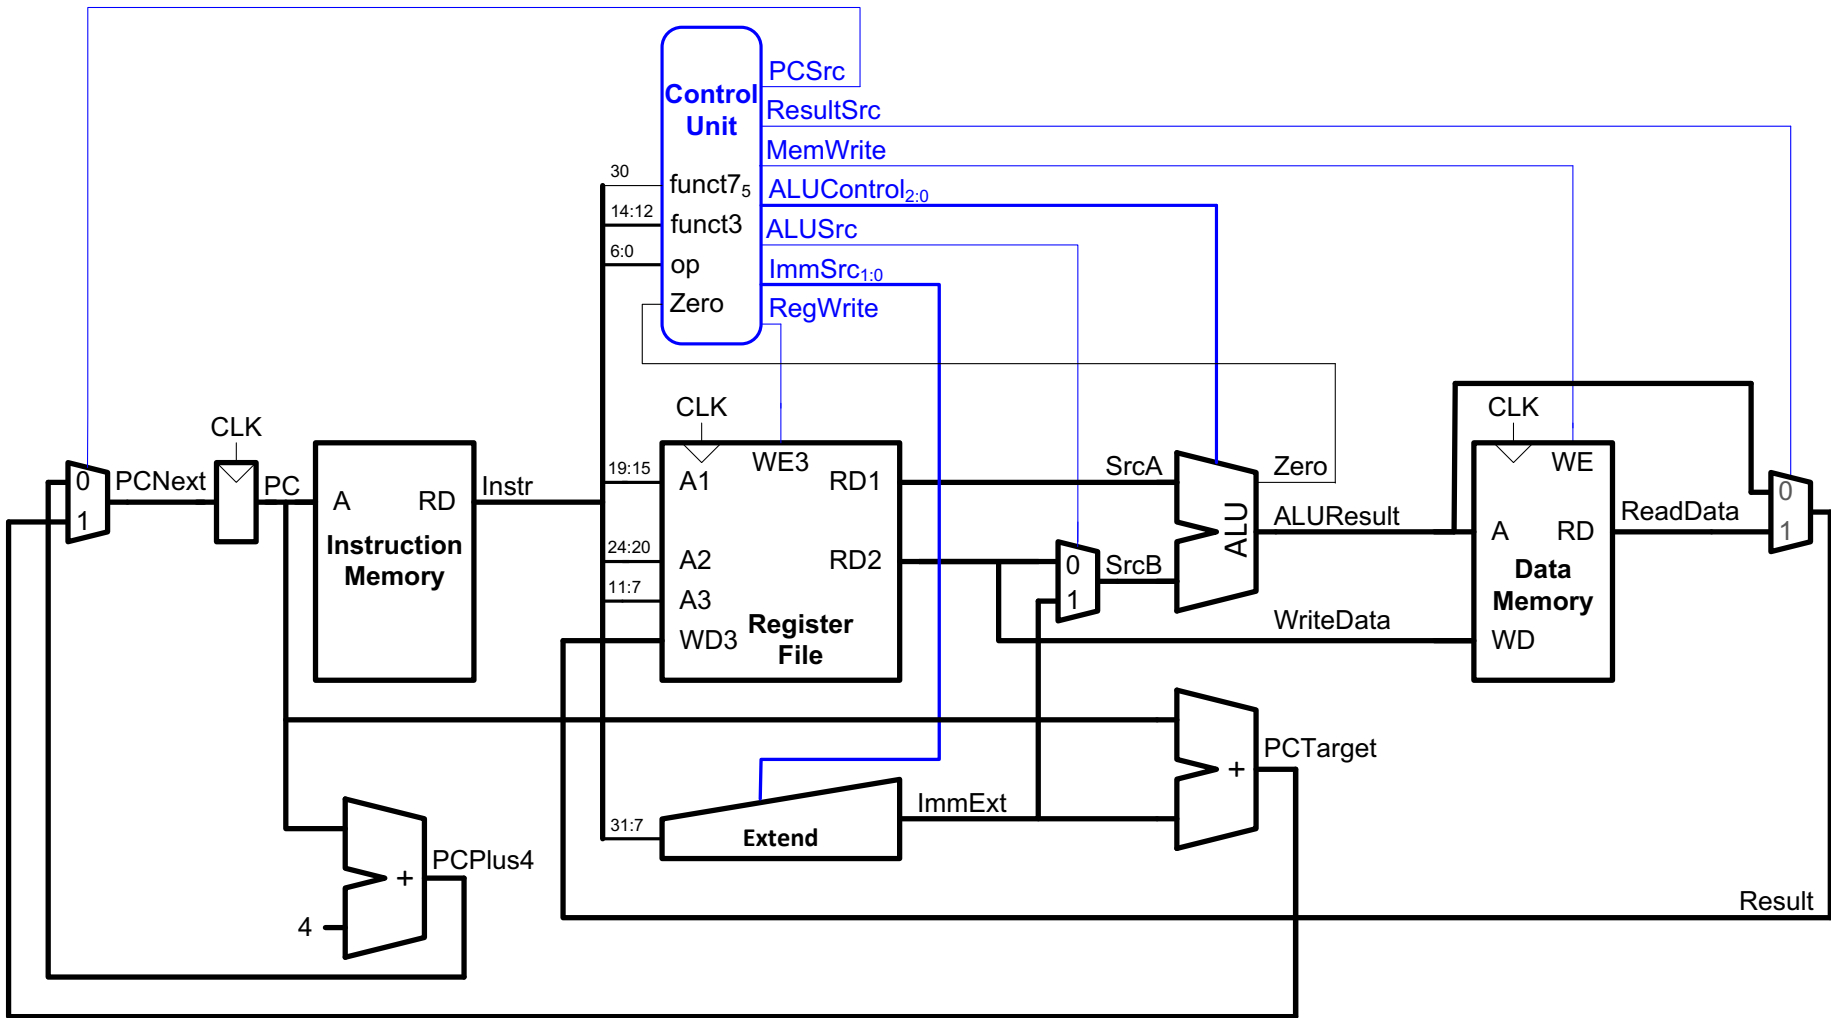 PCSrc
Control
Unit
ResultSrc
MemWrite
30
funct7₅
ALUControl₂:₀
14:12
funct3
ALUSrc
6:0
op
ImmSrc₁:₀
Zero
RegWrite
CLK
CLK
CLK
0
PCNext
PC
1
A
RD
Instr
Instruction
Memory
19:15
A1
WE3
RD1
24:20
A2
RD2
11:7
A3
WD3
Register
File
SrcA
0
SrcB
1
ALU
Zero
ALUResult
WriteData
WE
A
RD
Data
Memory
WD
ReadData
0
1
PCTarget
+
ImmExt
31:7
Extend
PCPlus4
+
4
Result